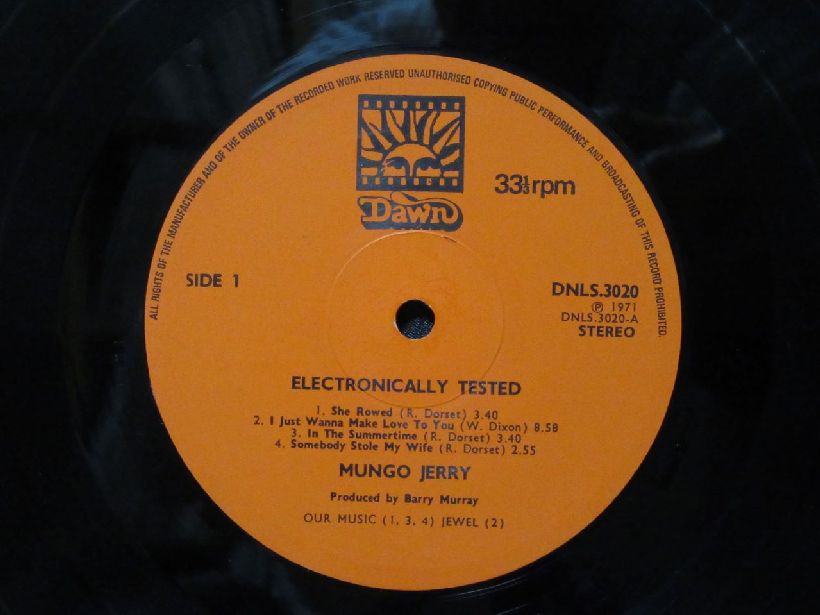 ALL RIGHTS OF THE MANUFACTURER AND OF THE OWNER OF THE RECORDED WORK RESERVED UNAUTHORISED COPYING PUBLIC PERFORMANCE AND BROADCASTING OF THIS RECORD PROHIBITED.
Dawn
33⅓rpm
SIDE 1
DNLS.3020
℗ 1971
DNLS.3020-A
STEREO
ELECTRONICALLY TESTED
1. She Rowed (R. Dorset) 3.40
2. I Just Wanna Make Love To You (W. Dixon) 8.58
3. In The Summertime (R. Dorset) 3.40
4. Somebody Stole My Wife (R. Dorset) 2.55
MUNGO JERRY
Produced by Barry Murray
OUR MUSIC (1, 3, 4) JEWEL (2)